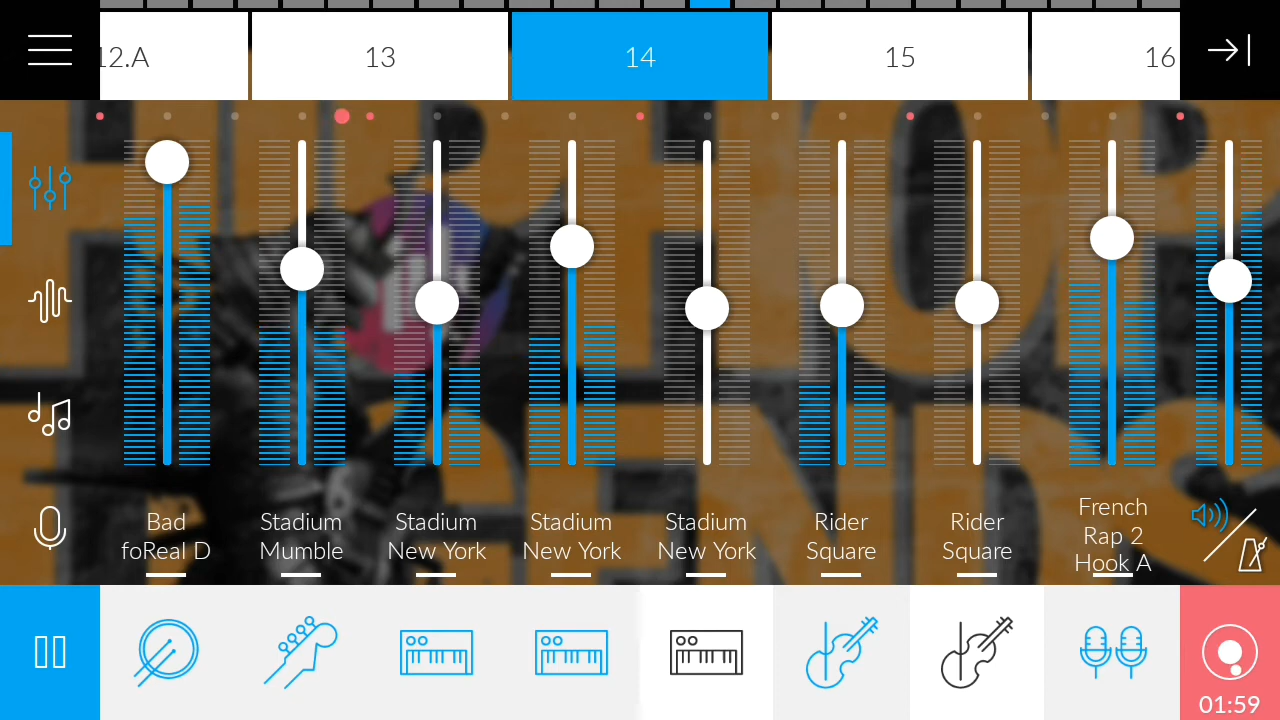 12.A
13
14
15
16
Bad
foReal D
Stadium
Mumble
Stadium
New York
Stadium
New York
Stadium
New York
Rider
Square
Rider
Square
French
Rap 2
Hook A
01:59